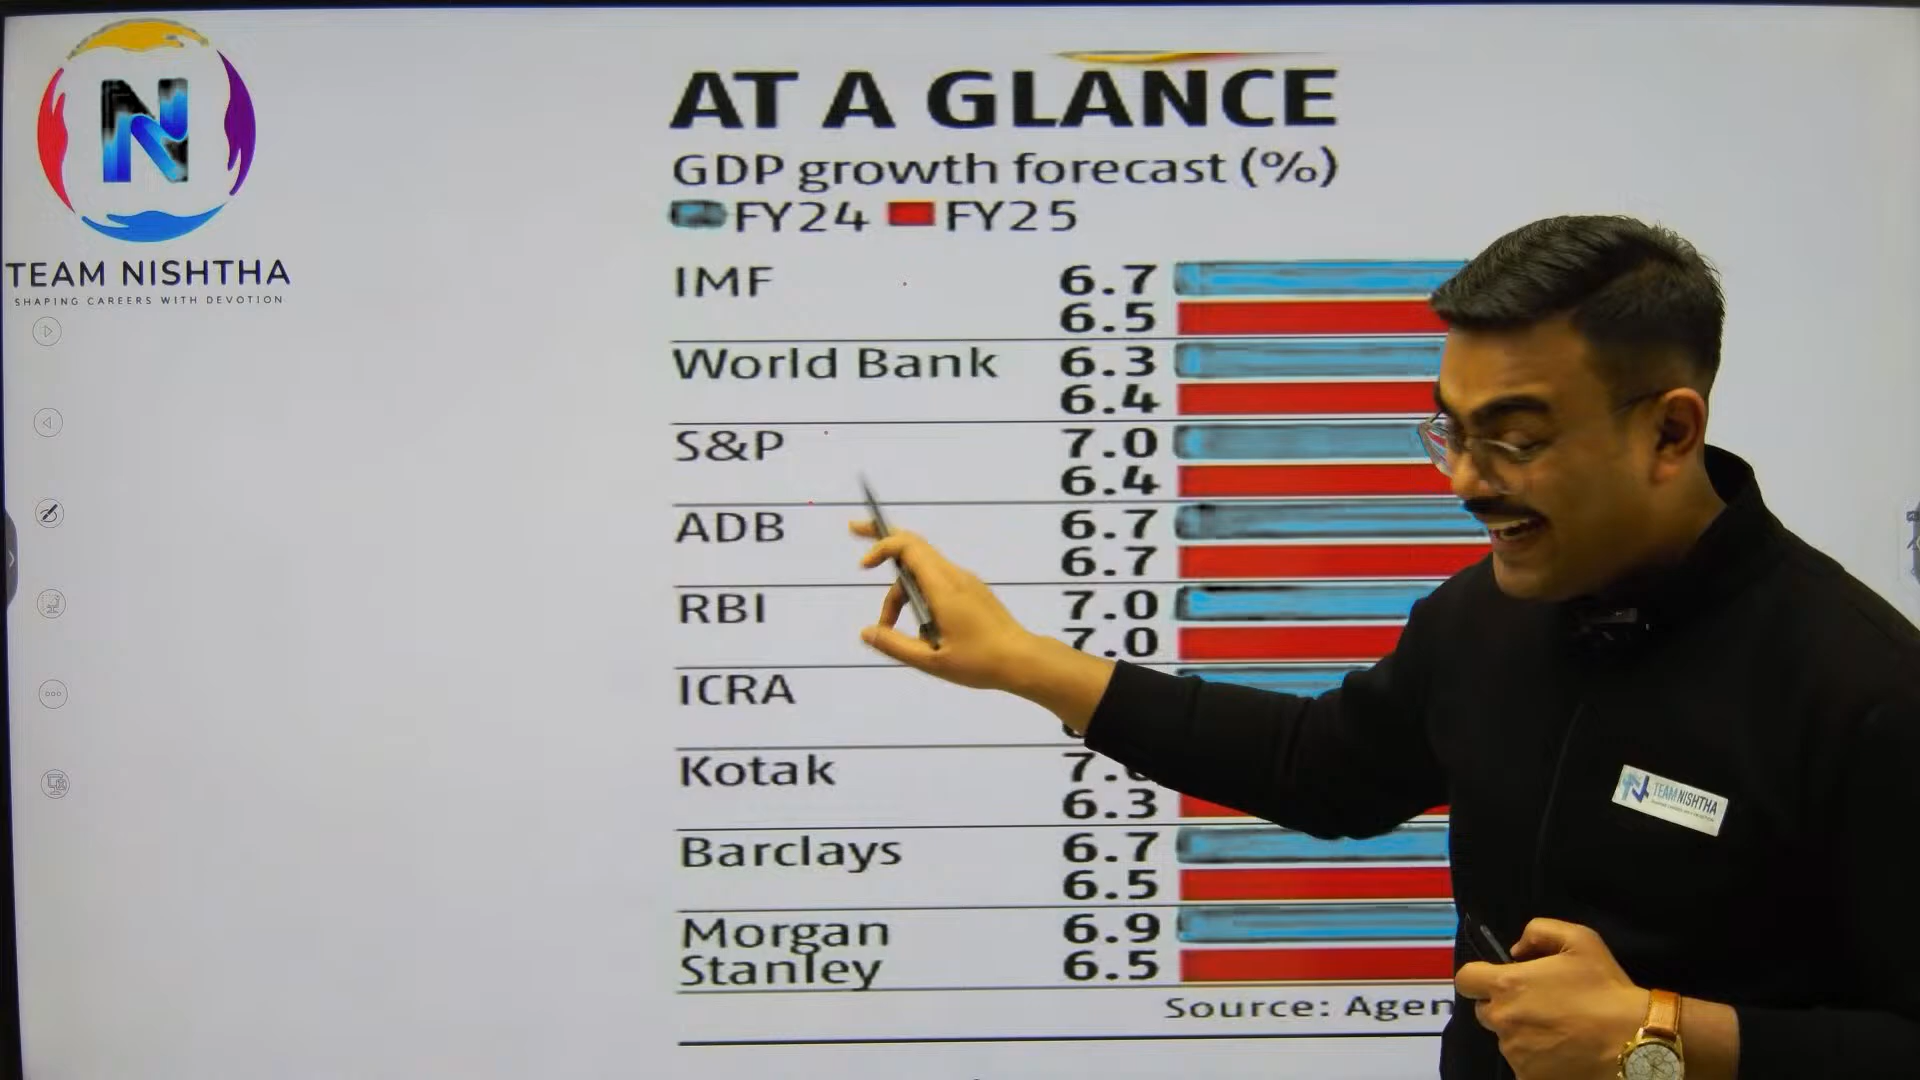 N
TEAM NISHTHA
SHAPING CAREERS WITH DEVOTION
AT A GLANCE
GDP growth forecast (%)
FY24 FY25
IMF 6.7
6.5
World Bank 6.3
6.4
S&P 7.0
6.4
ADB 6.7
6.7
RBI 7.0
7.0
ICRA
Kotak
6.3
Barclays 6.7
6.5
Morgan 6.9
Stanley 6.5
Source:
TEAM NISHTHA